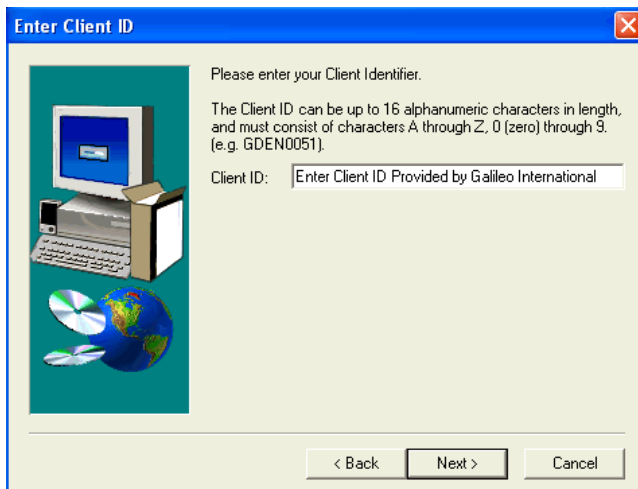 Enter Client ID
Please enter your Client Identifier.
The Client ID can be up to 16 alphanumeric characters in length,
and must consist of characters A through Z, 0 (zero) through 9.
(e.g. GDEN0051).
Client ID: Enter Client ID Provided by Galileo International
< Back Next > Cancel